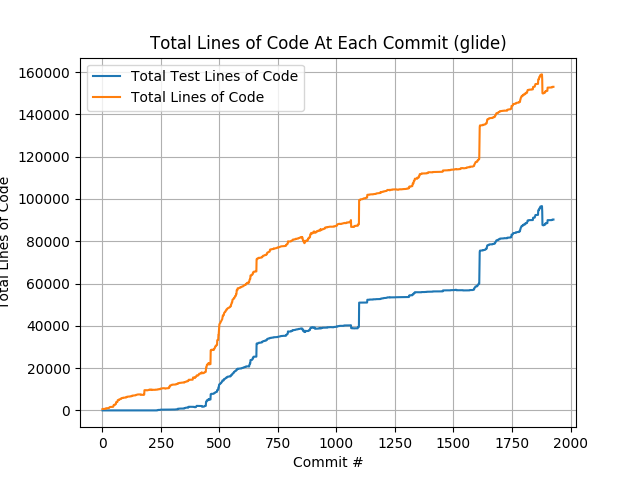 Total Lines of Code At Each Commit (glide)
Total Test Lines of Code
Total Lines of Code
160000
140000
120000
100000
80000
60000
40000
20000
0
Total Lines of Code
0 250 500 750 1000 1250 1500 1750 2000
Commit #